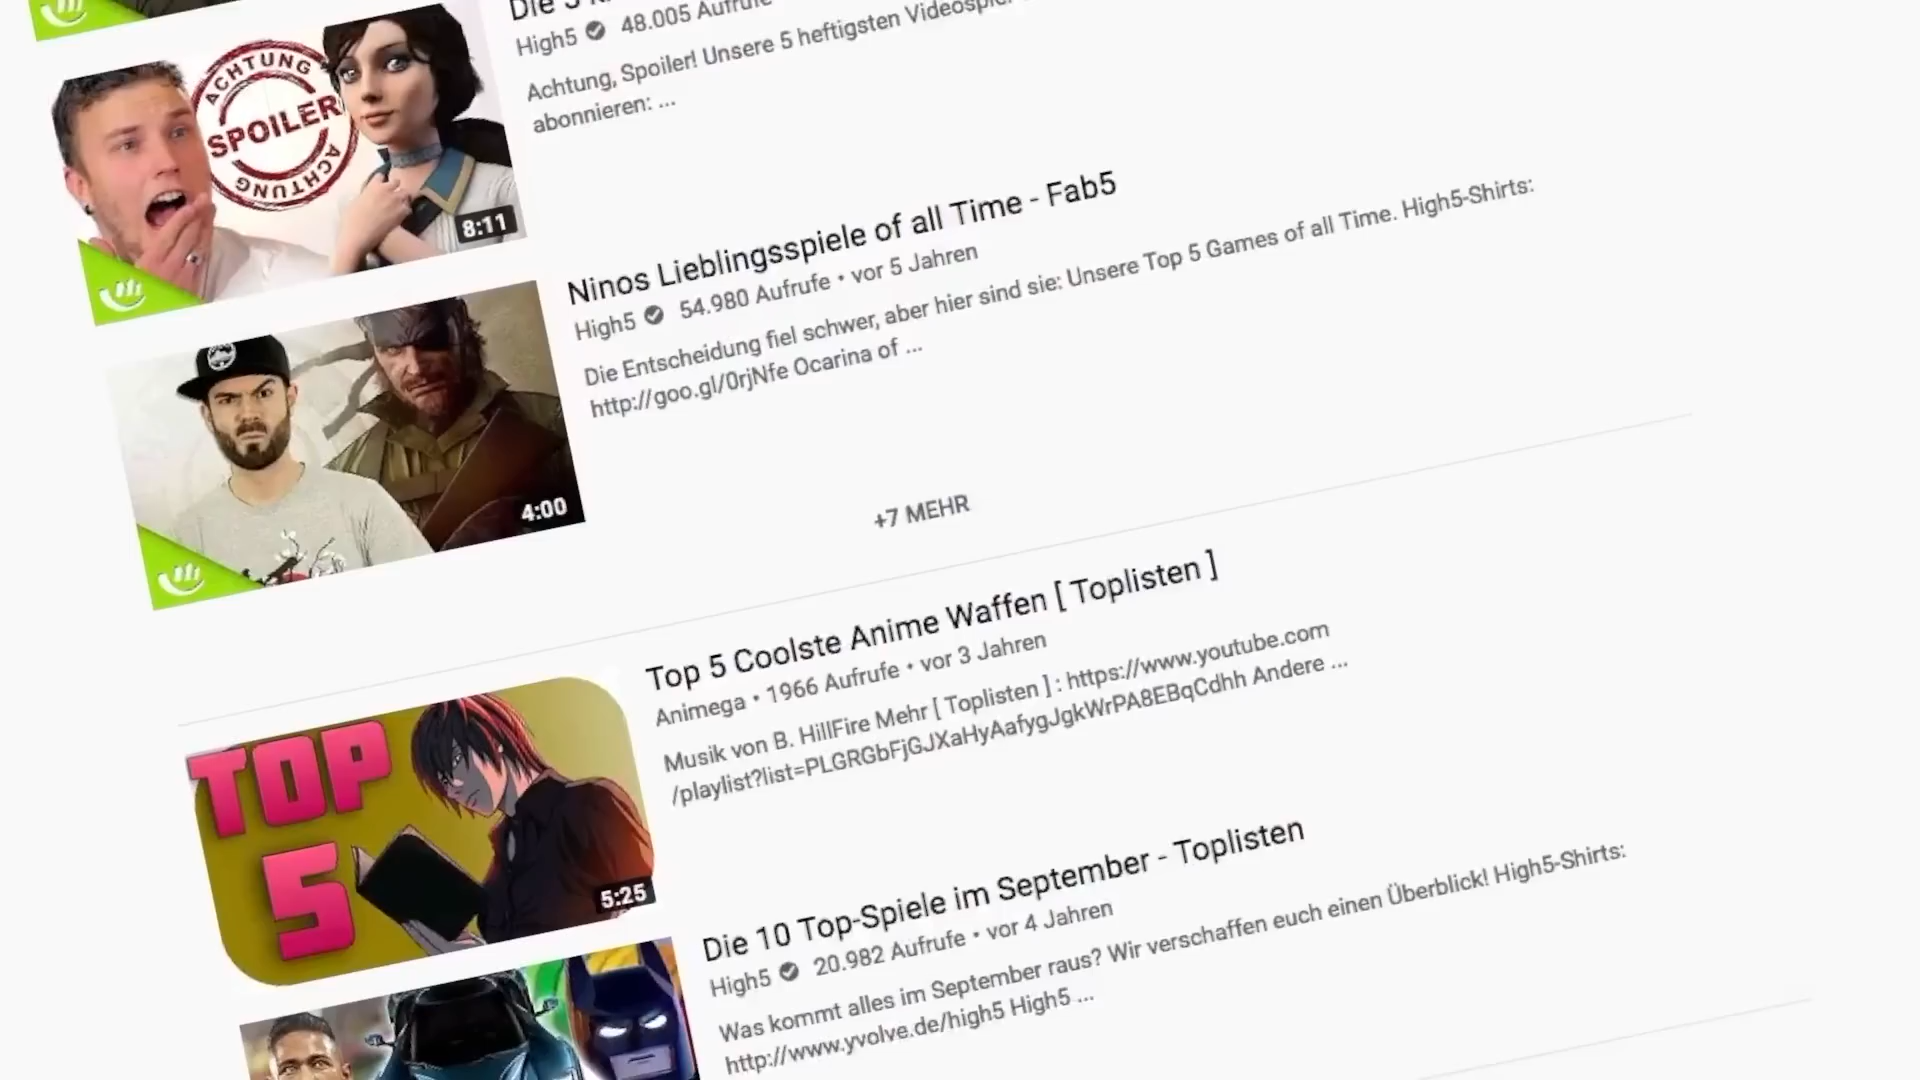 Die 5
High5 48.005 Aufrufe
Achtung, Spoiler! Unsere 5 heftigsten
abonnieren: ...
ACHTUNG
SPOILER
ACHTUNG
8:11
Ninos Lieblingsspiele of all Time - Fab5
High5 54.980 Aufrufe • vor 5 Jahren
Die Entscheidung fiel schwer, aber hier sind sie: Unsere Top 5 Games of all Time. High5-Shirts:
http://goo.gl/0rjNfe Ocarina of ...
4:00
+7 MEHR
Top 5 Coolste Anime Waffen [ Toplisten ]
Animega • 1966 Aufrufe • vor 3 Jahren
Musik von B. HillFire Mehr [ Toplisten ] : https://www.youtube.com
/playlist?list=PLGRGbFjGJXaHyAafygJgkWrPA8EBqCdhh Andere ...
TOP
5
5:25
Die 10 Top-Spiele im September - Toplisten
High5 20.982 Aufrufe • vor 4 Jahren
Was kommt alles im September raus? Wir verschaffen euch einen Überblick! High5-Shirts:
http://www.yvolve.de/high5 High5 ...